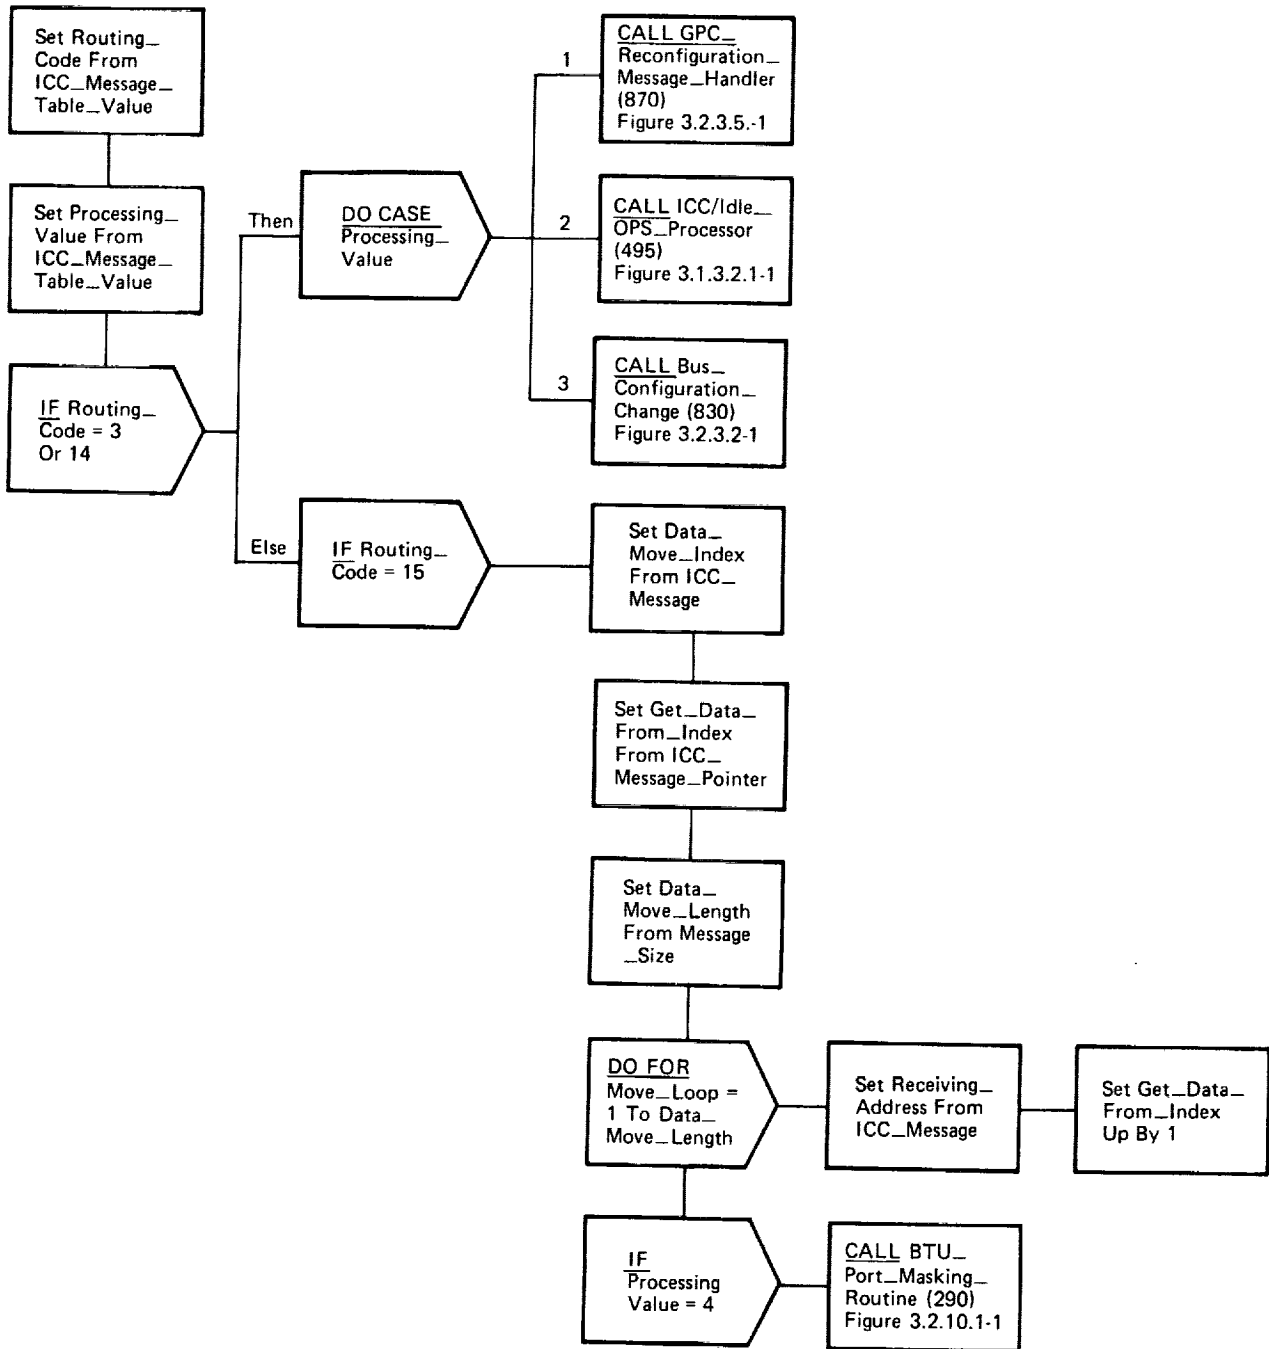 Set Routing_
Code From
ICC_Message_
Table_Value
Set Processing_
Value From
ICC_Message_
Table_Value
IF Routing_
Code = 3
Or 14
Then
DO CASE
Processing_
Value
1
CALL GPC_
Reconfiguration_
Message_Handler
(870)
Figure 3.2.3.5.-1
2
CALL ICC/Idle_
OPS_Processor
(495)
Figure 3.1.3.2.1-1
3
CALL Bus_
Configuration_
Change (830)
Figure 3.2.3.2-1
Else
IF Routing_
Code = 15
Set Data_
Move_Index
From ICC_
Message
Set Get_Data_
From_Index
From ICC_
Message_Pointer
Set Data_
Move_Length
From Message
_Size
DO FOR
Move_Loop =
1 To Data_
Move_Length
Set Receiving_
Address From
ICC_Message
Set Get_Data_
From_Index
Up By 1
IF
Processing
Value = 4
CALL BTU_
Port_Masking_
Routine (290)
Figure 3.2.10.1-1